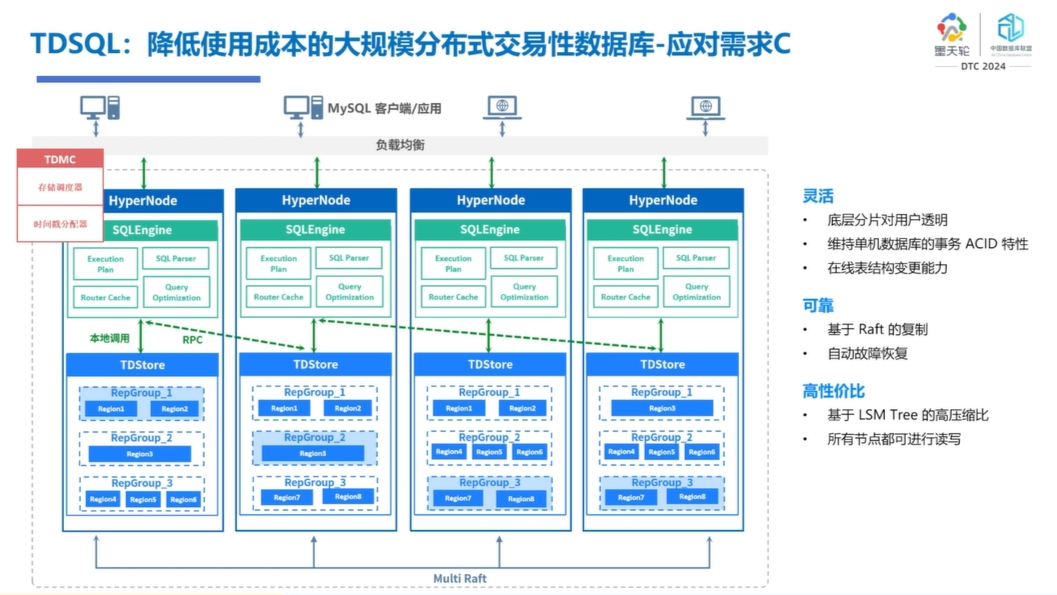 TDSQL：降低使用成本的大规模分布式交易性数据库-应对需求C
墨天轮
中国数据库联盟
DTC 2024
MySQL 客户端/应用
负载均衡
TDMC
存储调度器
时间戳分配器
HyperNode
SQLEngine
Execution Plan
SQL Parser
Router Cache
Query Optimization
HyperNode
SQLEngine
Execution Plan
SQL Parser
Router Cache
Query Optimization
HyperNode
SQLEngine
Execution Plan
SQL Parser
Router Cache
Query Optimization
HyperNode
SQLEngine
Execution Plan
SQL Parser
Router Cache
Query Optimization
本地调用
RPC
TDStore
RepGroup_1
Region1
Region2
RepGroup_2
Region3
RepGroup_3
Region4
Region5
Region6
TDStore
RepGroup_1
Region1
Region2
RepGroup_2
Region3
RepGroup_3
Region7
Region8
TDStore
RepGroup_1
Region1
Region2
RepGroup_2
Region4
Region5
Region6
RepGroup_3
Region7
Region8
TDStore
RepGroup_1
Region3
RepGroup_2
Region4
Region5
Region6
RepGroup_3
Region7
Region8
Multi Raft
灵活
• 底层分片对用户透明
• 维持单机数据库的事务 ACID 特性
• 在线表结构变更能力
可靠
• 基于 Raft 的复制
• 自动故障恢复
高性价比
• 基于 LSM Tree 的高压缩比
• 所有节点都可进行读写